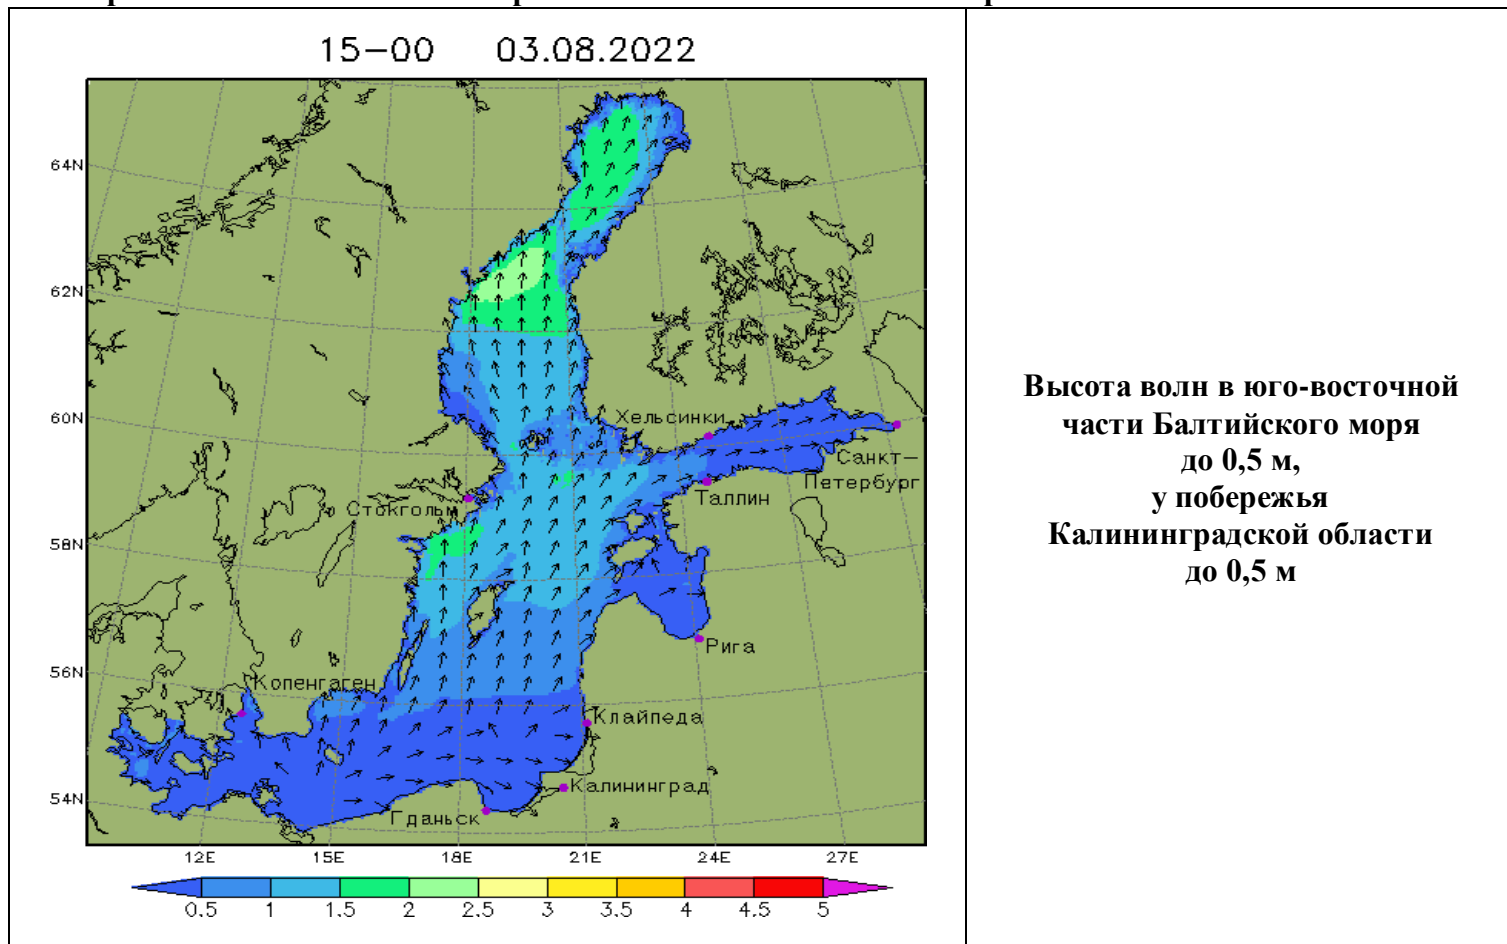 15-00 03.08.2022
64N
62N
60N
58N
56N
54N
Хельсинки
Санкт-
Петербург
Таллин
Стокгольм
Рига
Копенгаген
Клайпеда
Калининград
Гданьск
12E 15E 18E 21E 24E 27E
0.5 1 1.5 2 2.5 3 3.5 4 4.5 5
Высота волн в юго-восточной
части Балтийского моря
до 0,5 м,
у побережья
Калининградской области
до 0,5 м